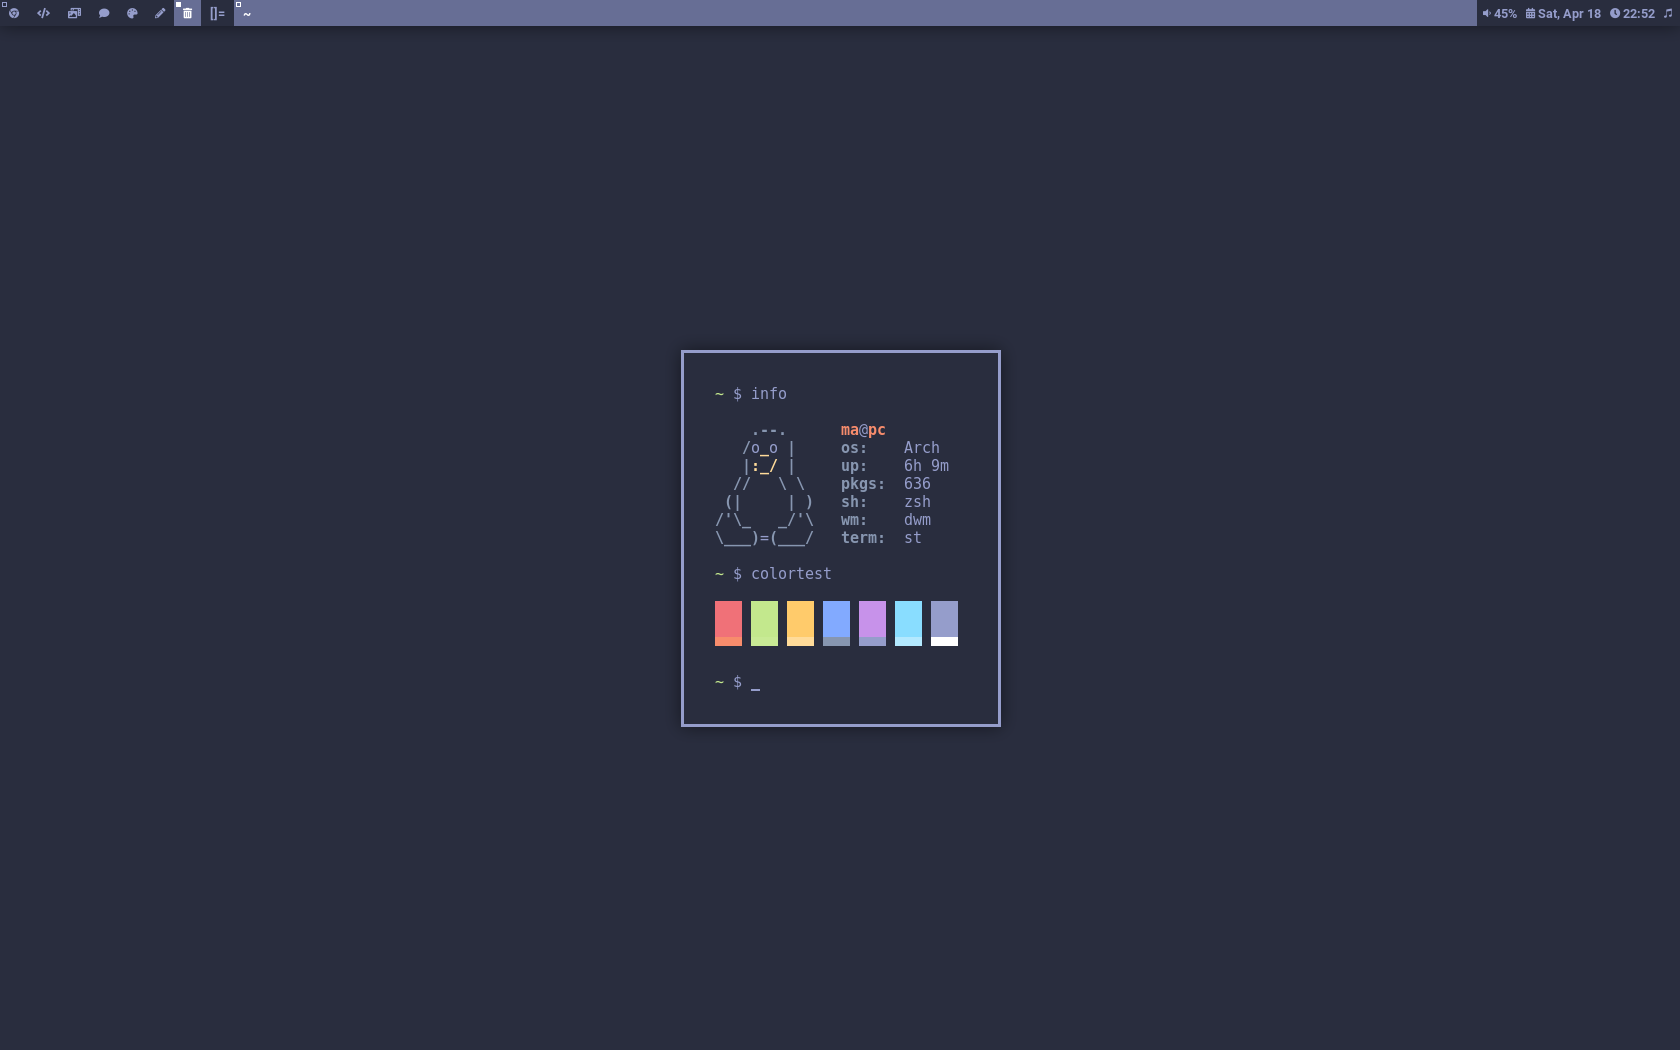 []= ~ 45% Sat, Apr 18 22:52
~ $ info
    .--.      ma@pc
   /o_o |     os:    Arch
   |:_/ |     up:    6h 9m
  //   \ \    pkgs:  636
 (|     | )   sh:    zsh
/'\_   _/'\   wm:    dwm
\___)=(___/   term:  st
~ $ colortest
~ $ _